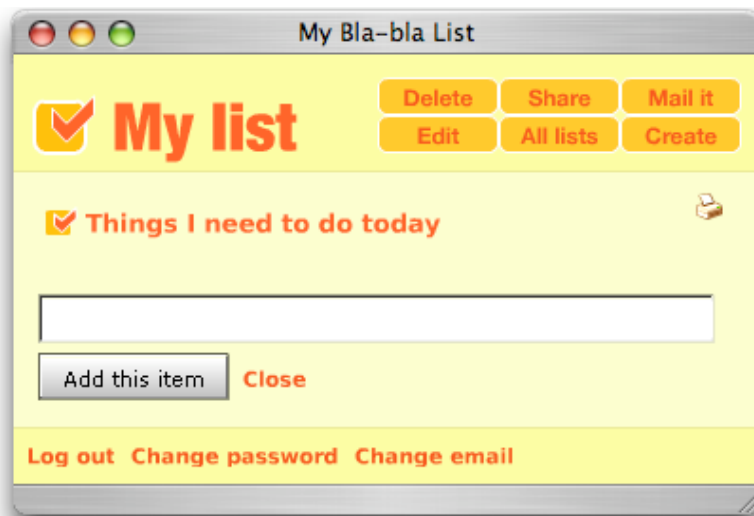 My Bla-bla List
My list
Delete Share Mail it
Edit All lists Create
Things I need to do today
Add this item Close
Log out Change password Change email